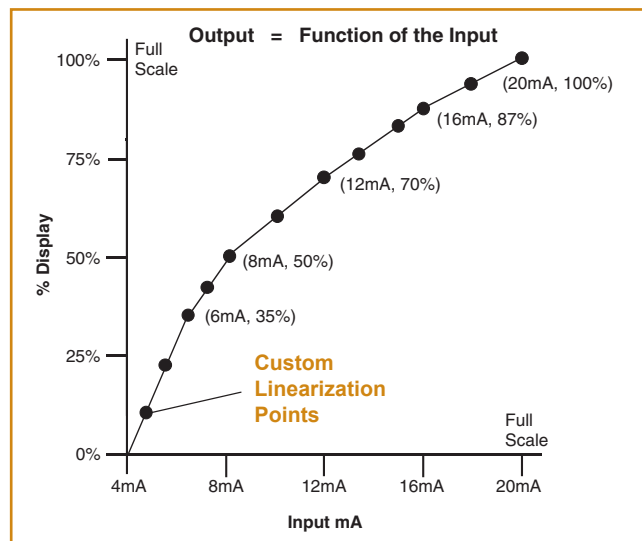 Output = Function of the Input
Full
Scale
100%
(20mA, 100%)
(16mA, 87%)
75%
(12mA, 70%)
% Display
50%
(8mA, 50%)
(6mA, 35%)
25%
Custom
Linearization
Points
Full
Scale
0%
4mA 8mA 12mA 16mA 20mA
Input mA